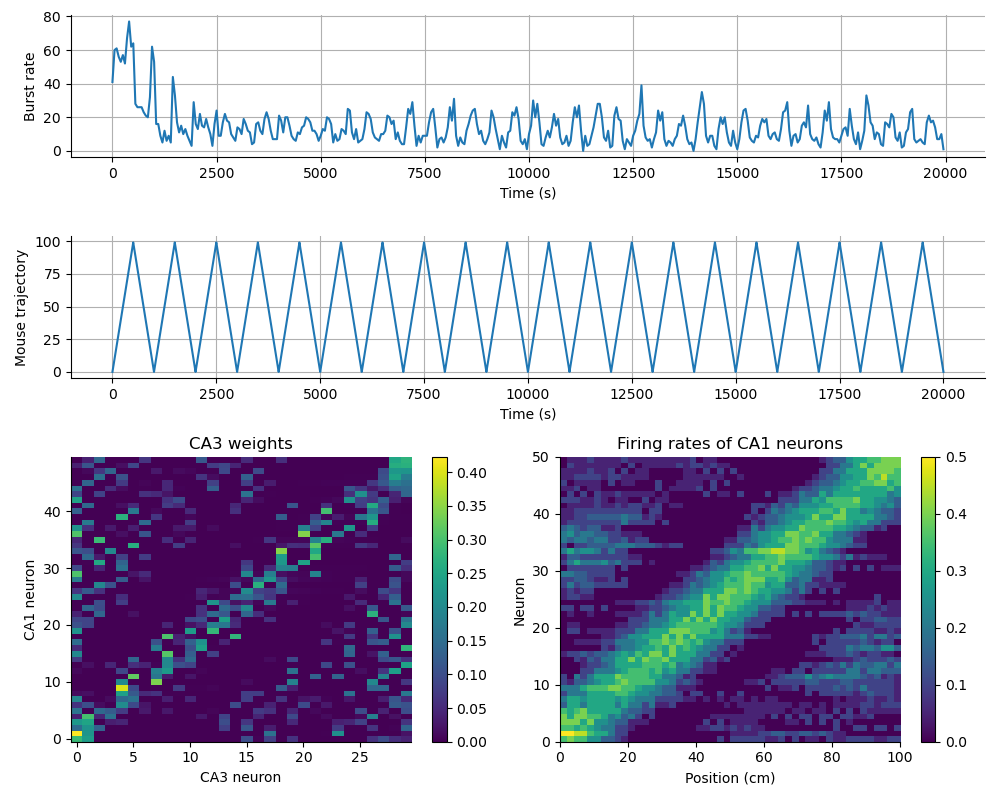 80
60
40
20
0
Burst rate
0 2500 5000 7500 10000 12500 15000 17500 20000
Time (s)
100
75
50
25
0
Mouse trajectory
0 2500 5000 7500 10000 12500 15000 17500 20000
Time (s)
CA3 weights
40
30
20
10
0
CA1 neuron
0 5 10 15 20 25
CA3 neuron
0.40
0.35
0.30
0.25
0.20
0.15
0.10
0.05
0.00
Firing rates of CA1 neurons
50
40
30
20
10
0
Neuron
0 20 40 60 80 100
Position (cm)
0.5
0.4
0.3
0.2
0.1
0.0